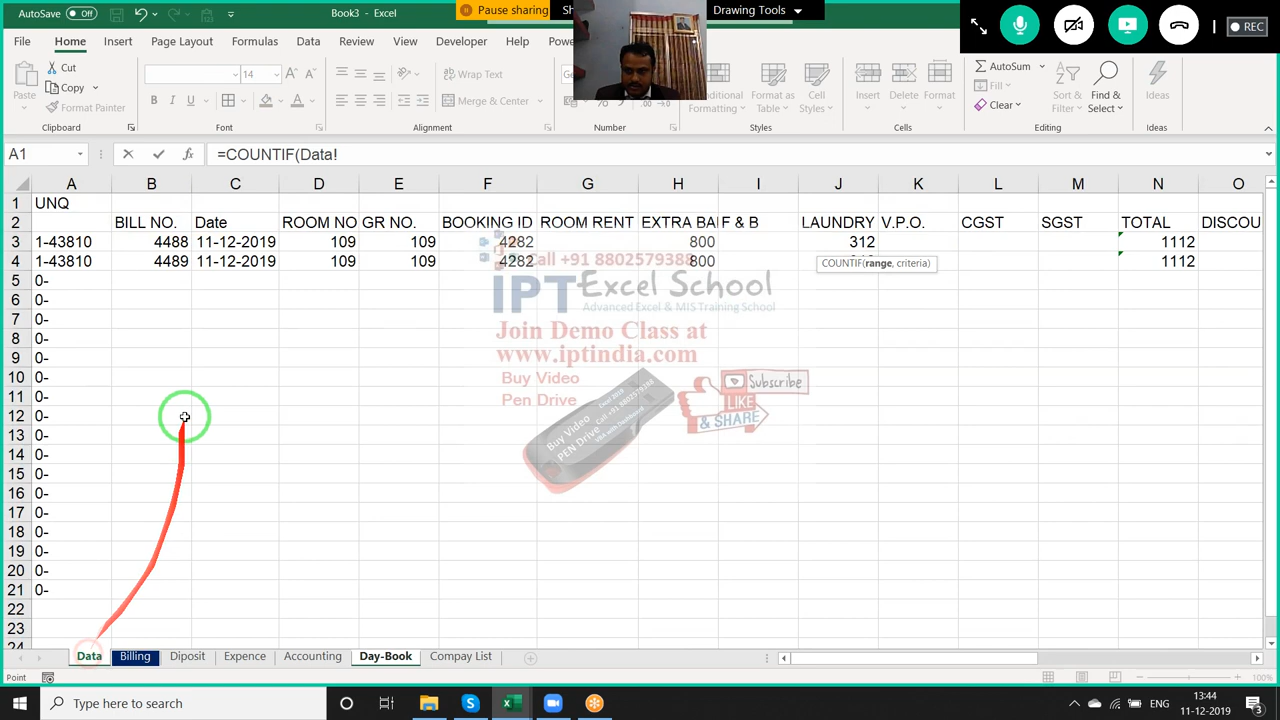 AutoSave Off
Book3 - Excel
Pause sharing
Drawing Tools
REC
File Home Insert Page Layout Formulas Data Review View Developer Help
Cut
Copy
Format Painter
Paste
Clipboard
14
Font
Wrap Text
Merge & Center
Alignment
Number
Conditional Formatting
Format as Table
Cell Styles
Styles
Insert Delete Format
Cells
AutoSum
Fill
Clear
Sort & Filter
Find & Select
Editing
Ideas
Ideas
A1 =COUNTIF(Data!
A B C D E F G H I J K L M N O
1 UNQ
2 BILL NO. Date ROOM NO GR NO. BOOKING ID ROOM RENT EXTRA BA F & B LAUNDRY V.P.O. CGST SGST TOTAL DISCOU
3 1-43810 4488 11-12-2019 109 109 4282 800 312 1112
4 1-43810 4489 11-12-2019 109 109 4282 800 1112
COUNTIF(range, criteria)
5 0-
6 0-
7 0-
8 0-
9 0-
10 0-
11 0-
12 0-
13 0-
14 0-
15 0-
16 0-
17 0-
18 0-
19 0-
20 0-
21 0-
22
23
24
Call +91 8802579388
IPT Excel School
Advanced Excel & MIS Training School
Join Demo Class at
www.iptindia.com
Buy Video
Pen Drive
Subscribe
LIKE
& SHARE
Buy Video
PEN Drive
Call +91 8802579388
Data Billing Diposit Expence Accounting Day-Book Compay List
Point
100%
Type here to search
ENG
13:44
11-12-2019
3